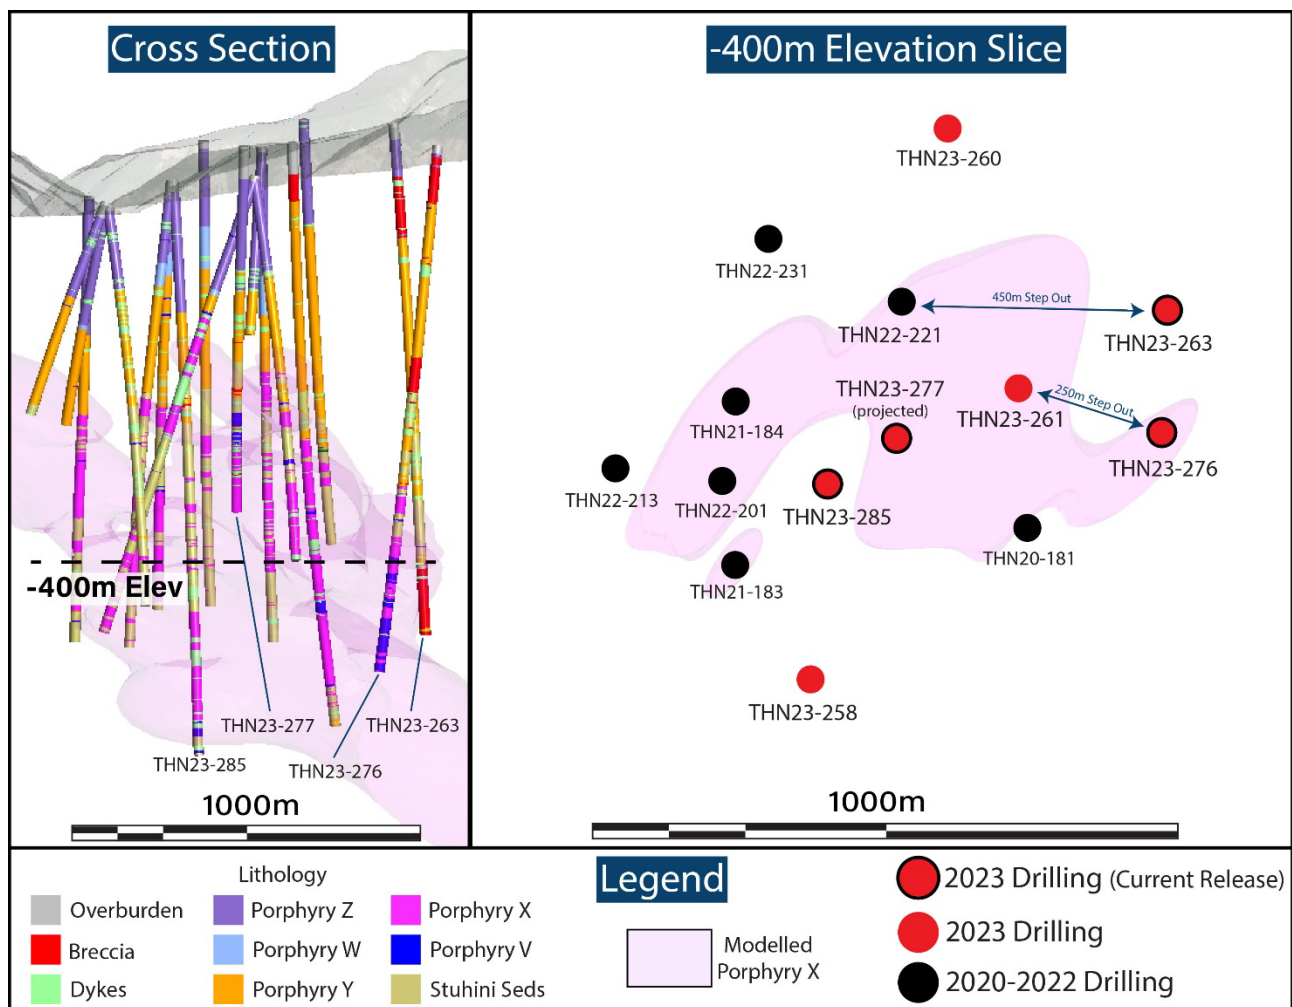 Cross Section
-400m Elev
THN23-277
THN23-263
THN23-285
THN23-276
1000m
-400m Elevation Slice
THN23-260
THN22-231
THN22-221
450m Step Out
THN23-263
THN23-277
(projected)
THN23-261
250m Step Out
THN21-184
THN23-276
THN22-213
THN22-201
THN23-285
THN20-181
THN21-183
THN23-258
1000m
Lithology
Overburden
Porphyry Z
Porphyry X
Breccia
Porphyry W
Porphyry V
Dykes
Porphyry Y
Stuhini Seds
Legend
Modelled
Porphyry X
2023 Drilling (Current Release)
2023 Drilling
2020-2022 Drilling